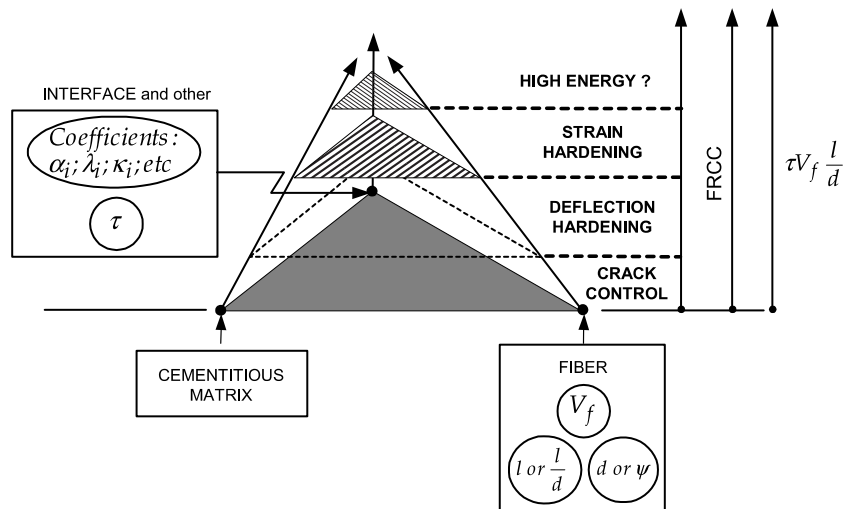 INTERFACE and other
Coefficients:
α_i; λ_i; κ_i; etc
τ
HIGH ENERGY ?
STRAIN
HARDENING
DEFLECTION
HARDENING
CRACK
CONTROL
FRCC
τV_f l/d
CEMENTITIOUS
MATRIX
FIBER
V_f
l or l/d
d or ψ